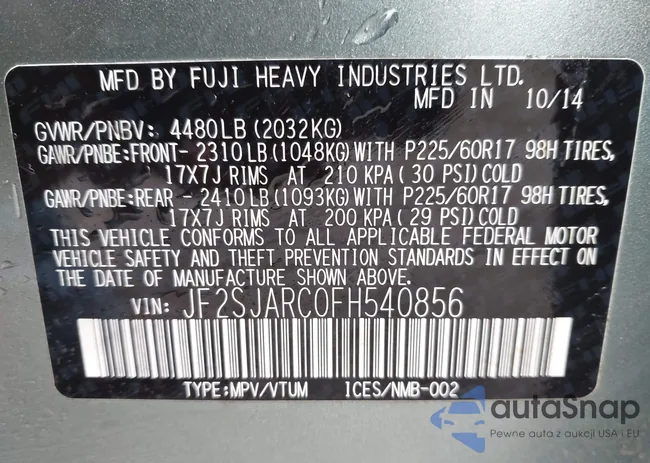 MFD BY FUJI HEAVY INDUSTRIES LTD.
MFD IN 10/14
GVWR/PNBV: 4480LB(2032KG)
GAWR/PNBE:FRONT- 2310LB(1048KG)WITH P225/60R17 98H TIRES,
17X7J RIMS AT 210 KPA( 30 PSI)COLD
GAWR/PNBE:REAR - 2410LB(1093KG)WITH P225/60R17 98H TIRES,
17X7J RIMS AT 200 KPA( 29 PSI)COLD
THIS VEHICLE CONFORMS TO ALL APPLICABLE FEDERAL MOTOR
VEHICLE SAFETY AND THEFT PREVENTION STANDARDS IN EFFECT ON THE
DATE OF MANUFACTURE SHOWN ABOVE.
VIN: JF2SJARC0FH540856
TYPE:MPV/VTUM ICES/NMB-002
autaSnap
Pewne auta z aukcji USA i EU